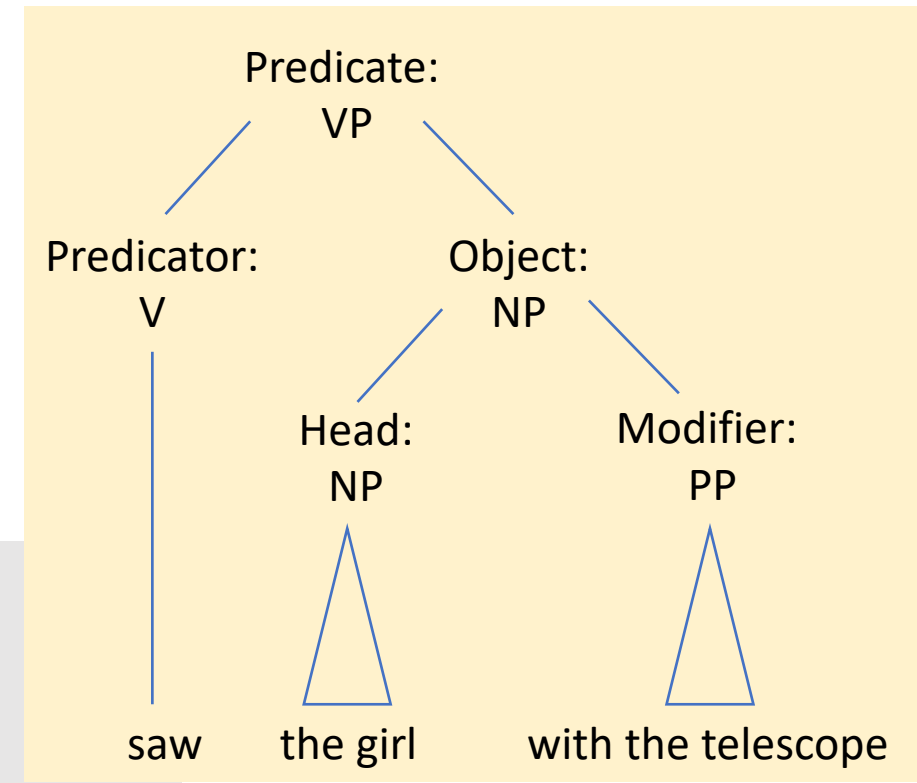 Predicate:
VP
Predicator:
V
Object:
NP
Head:
NP
Modifier:
PP
saw
the girl
with the telescope